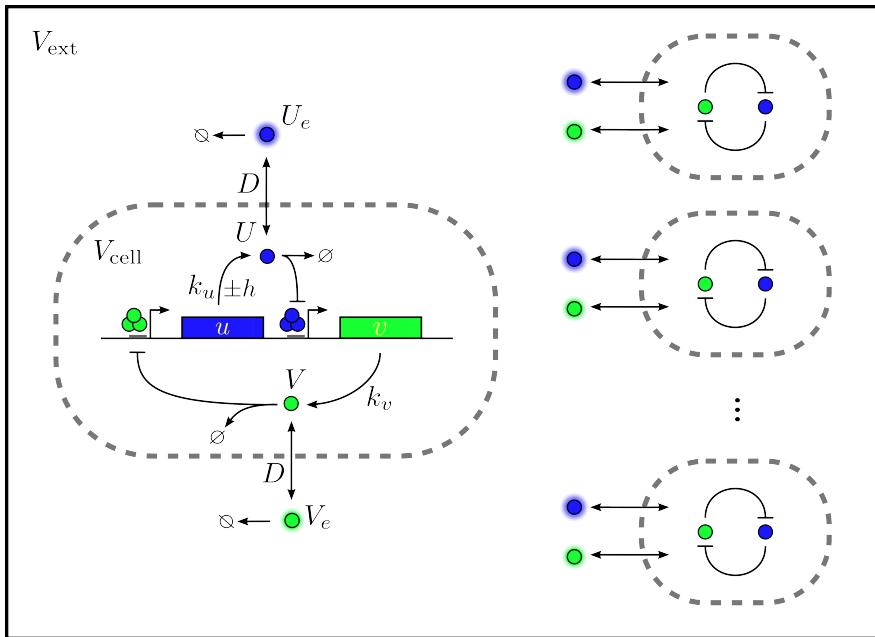 V_ext
U_e
∅
D
U
V_cell
∅
k_u ±h
u
v
V
k_v
∅
D
∅
V_e
⋮